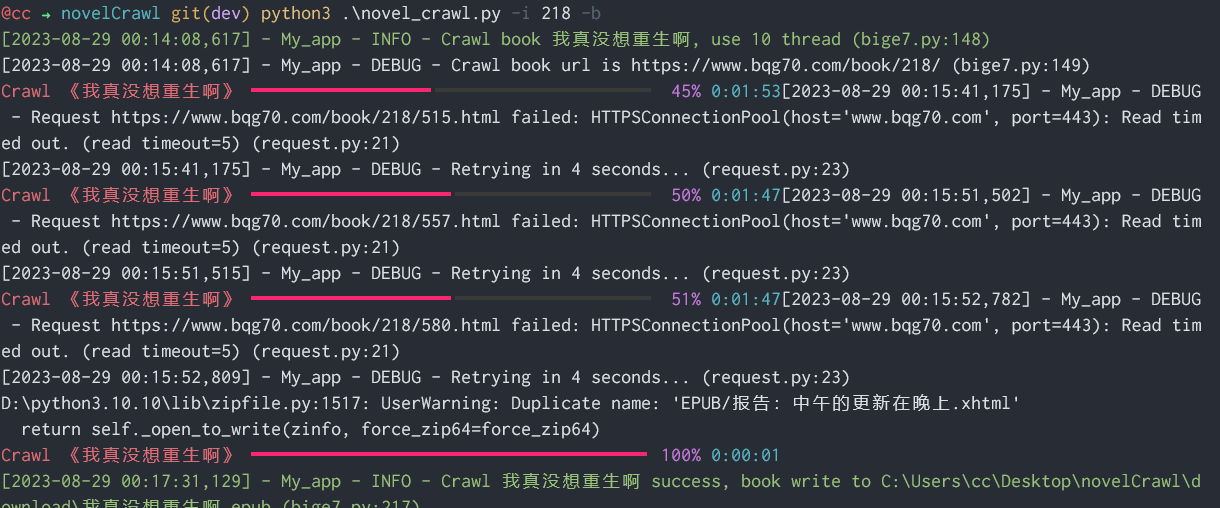 @cc → novelCrawl git(dev) python3 .\novel_crawl.py -i 218 -b
[2023-08-29 00:14:08,617] - My_app - INFO - Crawl book 我真没想重生啊, use 10 thread (bige7.py:148)
[2023-08-29 00:14:08,617] - My_app - DEBUG - Crawl book url is https://www.bqg70.com/book/218/ (bige7.py:149)
Crawl 《我真没想重生啊》 45% 0:01:53[2023-08-29 00:15:41,175] - My_app - DEBUG
- Request https://www.bqg70.com/book/218/515.html failed: HTTPSConnectionPool(host='www.bqg70.com', port=443): Read tim
ed out. (read timeout=5) (request.py:21)
[2023-08-29 00:15:41,175] - My_app - DEBUG - Retrying in 4 seconds... (request.py:23)
Crawl 《我真没想重生啊》 50% 0:01:47[2023-08-29 00:15:51,502] - My_app - DEBUG
- Request https://www.bqg70.com/book/218/557.html failed: HTTPSConnectionPool(host='www.bqg70.com', port=443): Read tim
ed out. (read timeout=5) (request.py:21)
[2023-08-29 00:15:51,515] - My_app - DEBUG - Retrying in 4 seconds... (request.py:23)
Crawl 《我真没想重生啊》 51% 0:01:47[2023-08-29 00:15:52,782] - My_app - DEBUG
- Request https://www.bqg70.com/book/218/580.html failed: HTTPSConnectionPool(host='www.bqg70.com', port=443): Read tim
ed out. (read timeout=5) (request.py:21)
[2023-08-29 00:15:52,809] - My_app - DEBUG - Retrying in 4 seconds... (request.py:23)
D:\python3.10.10\lib\zipfile.py:1517: UserWarning: Duplicate name: 'EPUB/报告：中午的更新在晚上.xhtml'
return self._open_to_write(zinfo, force_zip64=force_zip64)
Crawl 《我真没想重生啊》 100% 0:00:01
[2023-08-29 00:17:31,129] - My_app - INFO - Crawl 我真没想重生啊 success, book write to C:\Users\cc\Desktop\novelCrawl\d
ownload\我真没想重生啊.epub (bige7.py:217)